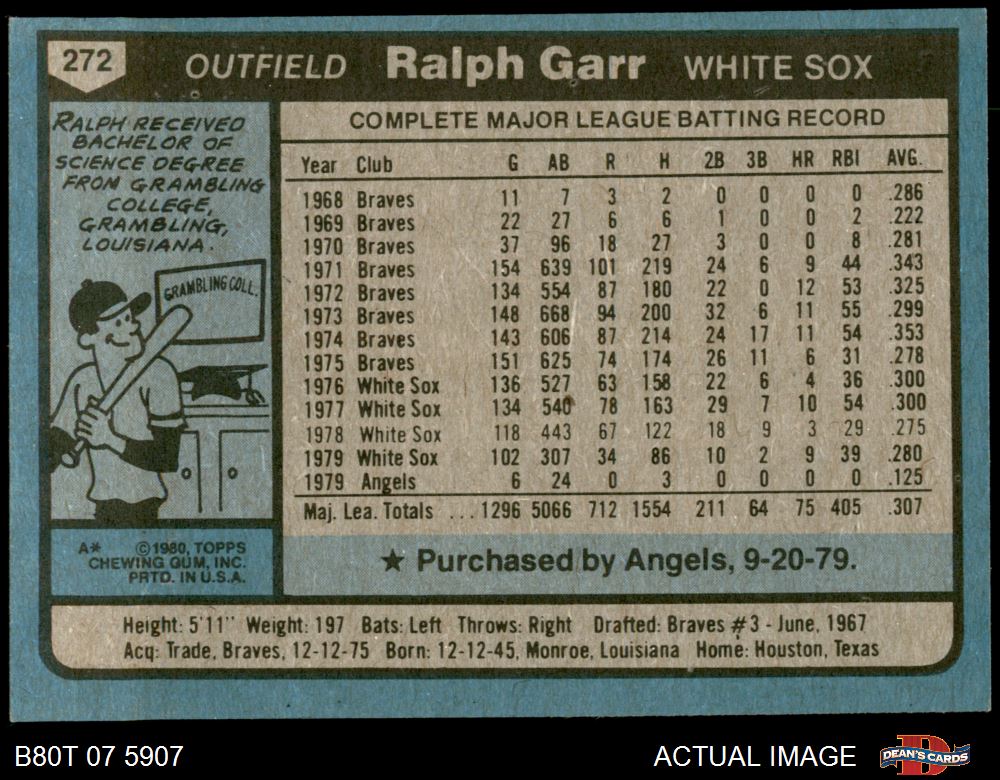 272 OUTFIELD Ralph Garr WHITE SOX
RALPH RECEIVED
BACHELOR OF
SCIENCE DEGREE
FROM GRAMBLING
COLLEGE,
GRAMBLING,
LOUISIANA.
GRAMBLING COLL.
A* ©1980, TOPPS
CHEWING GUM, INC.
PRTD. IN U.S.A.
COMPLETE MAJOR LEAGUE BATTING RECORD
Year Club G AB R H 2B 3B HR RBI AVG.
1968 Braves 11 7 3 2 0 0 0 0 .286
1969 Braves 22 27 6 6 1 0 0 2 .222
1970 Braves 37 96 18 27 3 0 0 8 .281
1971 Braves 154 639 101 219 24 6 9 44 .343
1972 Braves 134 554 87 180 22 0 12 53 .325
1973 Braves 148 668 94 200 32 6 11 55 .299
1974 Braves 143 606 87 214 24 17 11 54 .353
1975 Braves 151 625 74 174 26 11 6 31 .278
1976 White Sox 136 527 63 158 22 6 4 36 .300
1977 White Sox 134 540 78 163 29 7 10 54 .300
1978 White Sox 118 443 67 122 18 9 3 29 .275
1979 White Sox 102 307 34 86 10 2 9 39 .280
1979 Angels 6 24 0 3 0 0 0 0 .125
Maj. Lea. Totals ... 1296 5066 712 1554 211 64 75 405 .307
★ Purchased by Angels, 9-20-79.
Height: 5'11" Weight: 197 Bats: Left Throws: Right Drafted: Braves #3 - June, 1967
Acq: Trade, Braves, 12-12-75 Born: 12-12-45, Monroe, Louisiana Home: Houston, Texas
B80T 07 5907 ACTUAL IMAGE DEAN'S CARDS